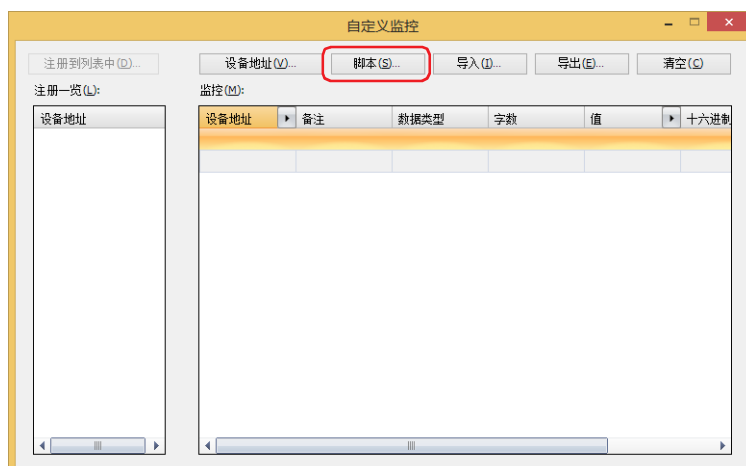 自定义监控
注册到列表中(D)...
设备地址(V)...
脚本(S)...
导入(I)...
导出(E)...
清空(C)
注册一览(L):
监控(M):
设备地址
设备地址 备注 数据类型 字数 值 十六进制